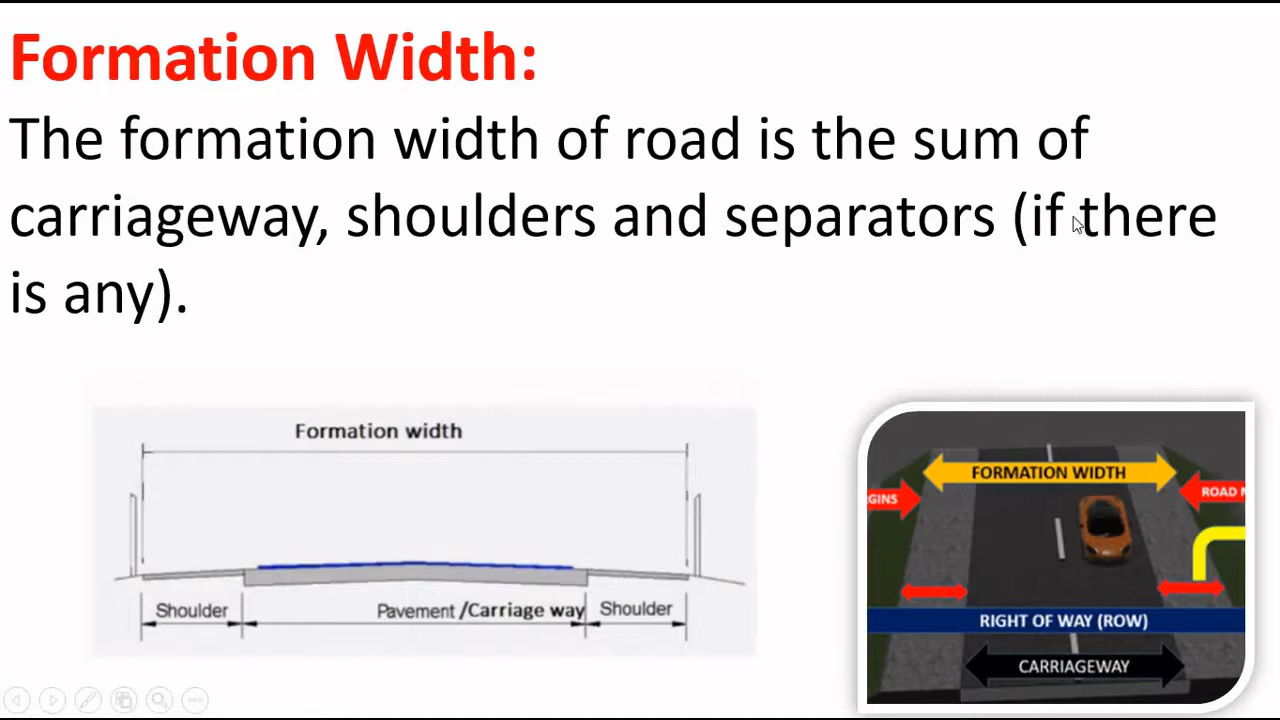 Formation Width:
The formation width of road is the sum of
carriageway, shoulders and separators (if there
is any).
Formation width
Shoulder
Pavement /Carriage way
Shoulder
FORMATION WIDTH
GINS
ROAD M
RIGHT OF WAY (ROW)
CARRIAGEWAY